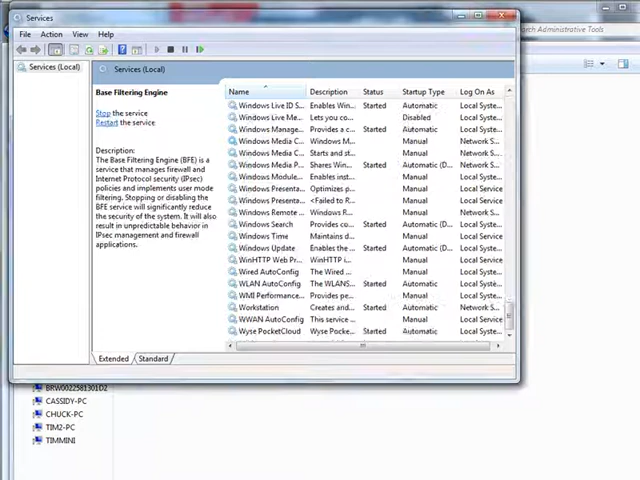 Services
rch Administrative Tools
File Action View Help
Services (Local)
Services (Local)
Base Filtering Engine
Stop the service
Restart the service
Description:
The Base Filtering Engine (BFE) is a
service that manages firewall and
Internet Protocol security (IPsec)
policies and implements user mode
filtering. Stopping or disabling the
BFE service will significantly reduce
the security of the system. It will also
result in unpredictable behavior in
IPsec management and firewall
applications.
Name Description Status Startup Type Log On As
Windows Live ID S... Enables Win... Started Automatic Local Syste...
Windows Live Me... Lets you co... Disabled Local Syste...
Windows Manage... Provides a c... Started Automatic Local Syste...
Windows Media C... Windows M... Manual Network S...
Windows Media C... Starts and st... Manual Network S...
Windows Media P... Shares Win... Started Automatic (D... Network S...
Windows Module... Enables inst... Manual Local Syste...
Windows Presenta... Optimizes p... Manual Local Service
Windows Presenta... <Failed to R... Manual Local Service
Windows Remote ... Windows R... Manual Network S...
Windows Search Provides con... Started Automatic (D... Local Syste...
Windows Time Maintains d... Manual Local Service
Windows Update Enables the ... Started Automatic (D... Local Syste...
WinHTTP Web Pr... WinHTTP i... Manual Local Service
Wired AutoConfig The Wired ... Manual Local Syste...
WLAN AutoConfig The WLANS... Started Automatic Local Syste...
WMI Performance... Provides pe... Manual Local Syste...
Workstation Creates and... Started Automatic Network S...
WWAN AutoConfig This service ... Manual Local Service
Wyse PocketCloud Wyse Pocke... Started Automatic Local Syste...
Extended Standard
BRW0022581301D2
CASSIDY-PC
CHUCK-PC
TIM2-PC
TIMMINI